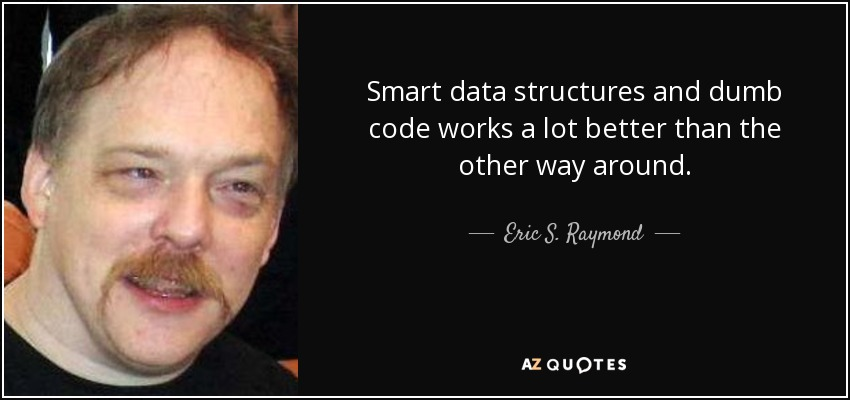 Smart data structures and dumb
code works a lot better than the
other way around.
Eric S. Raymond
AZ QUOTES